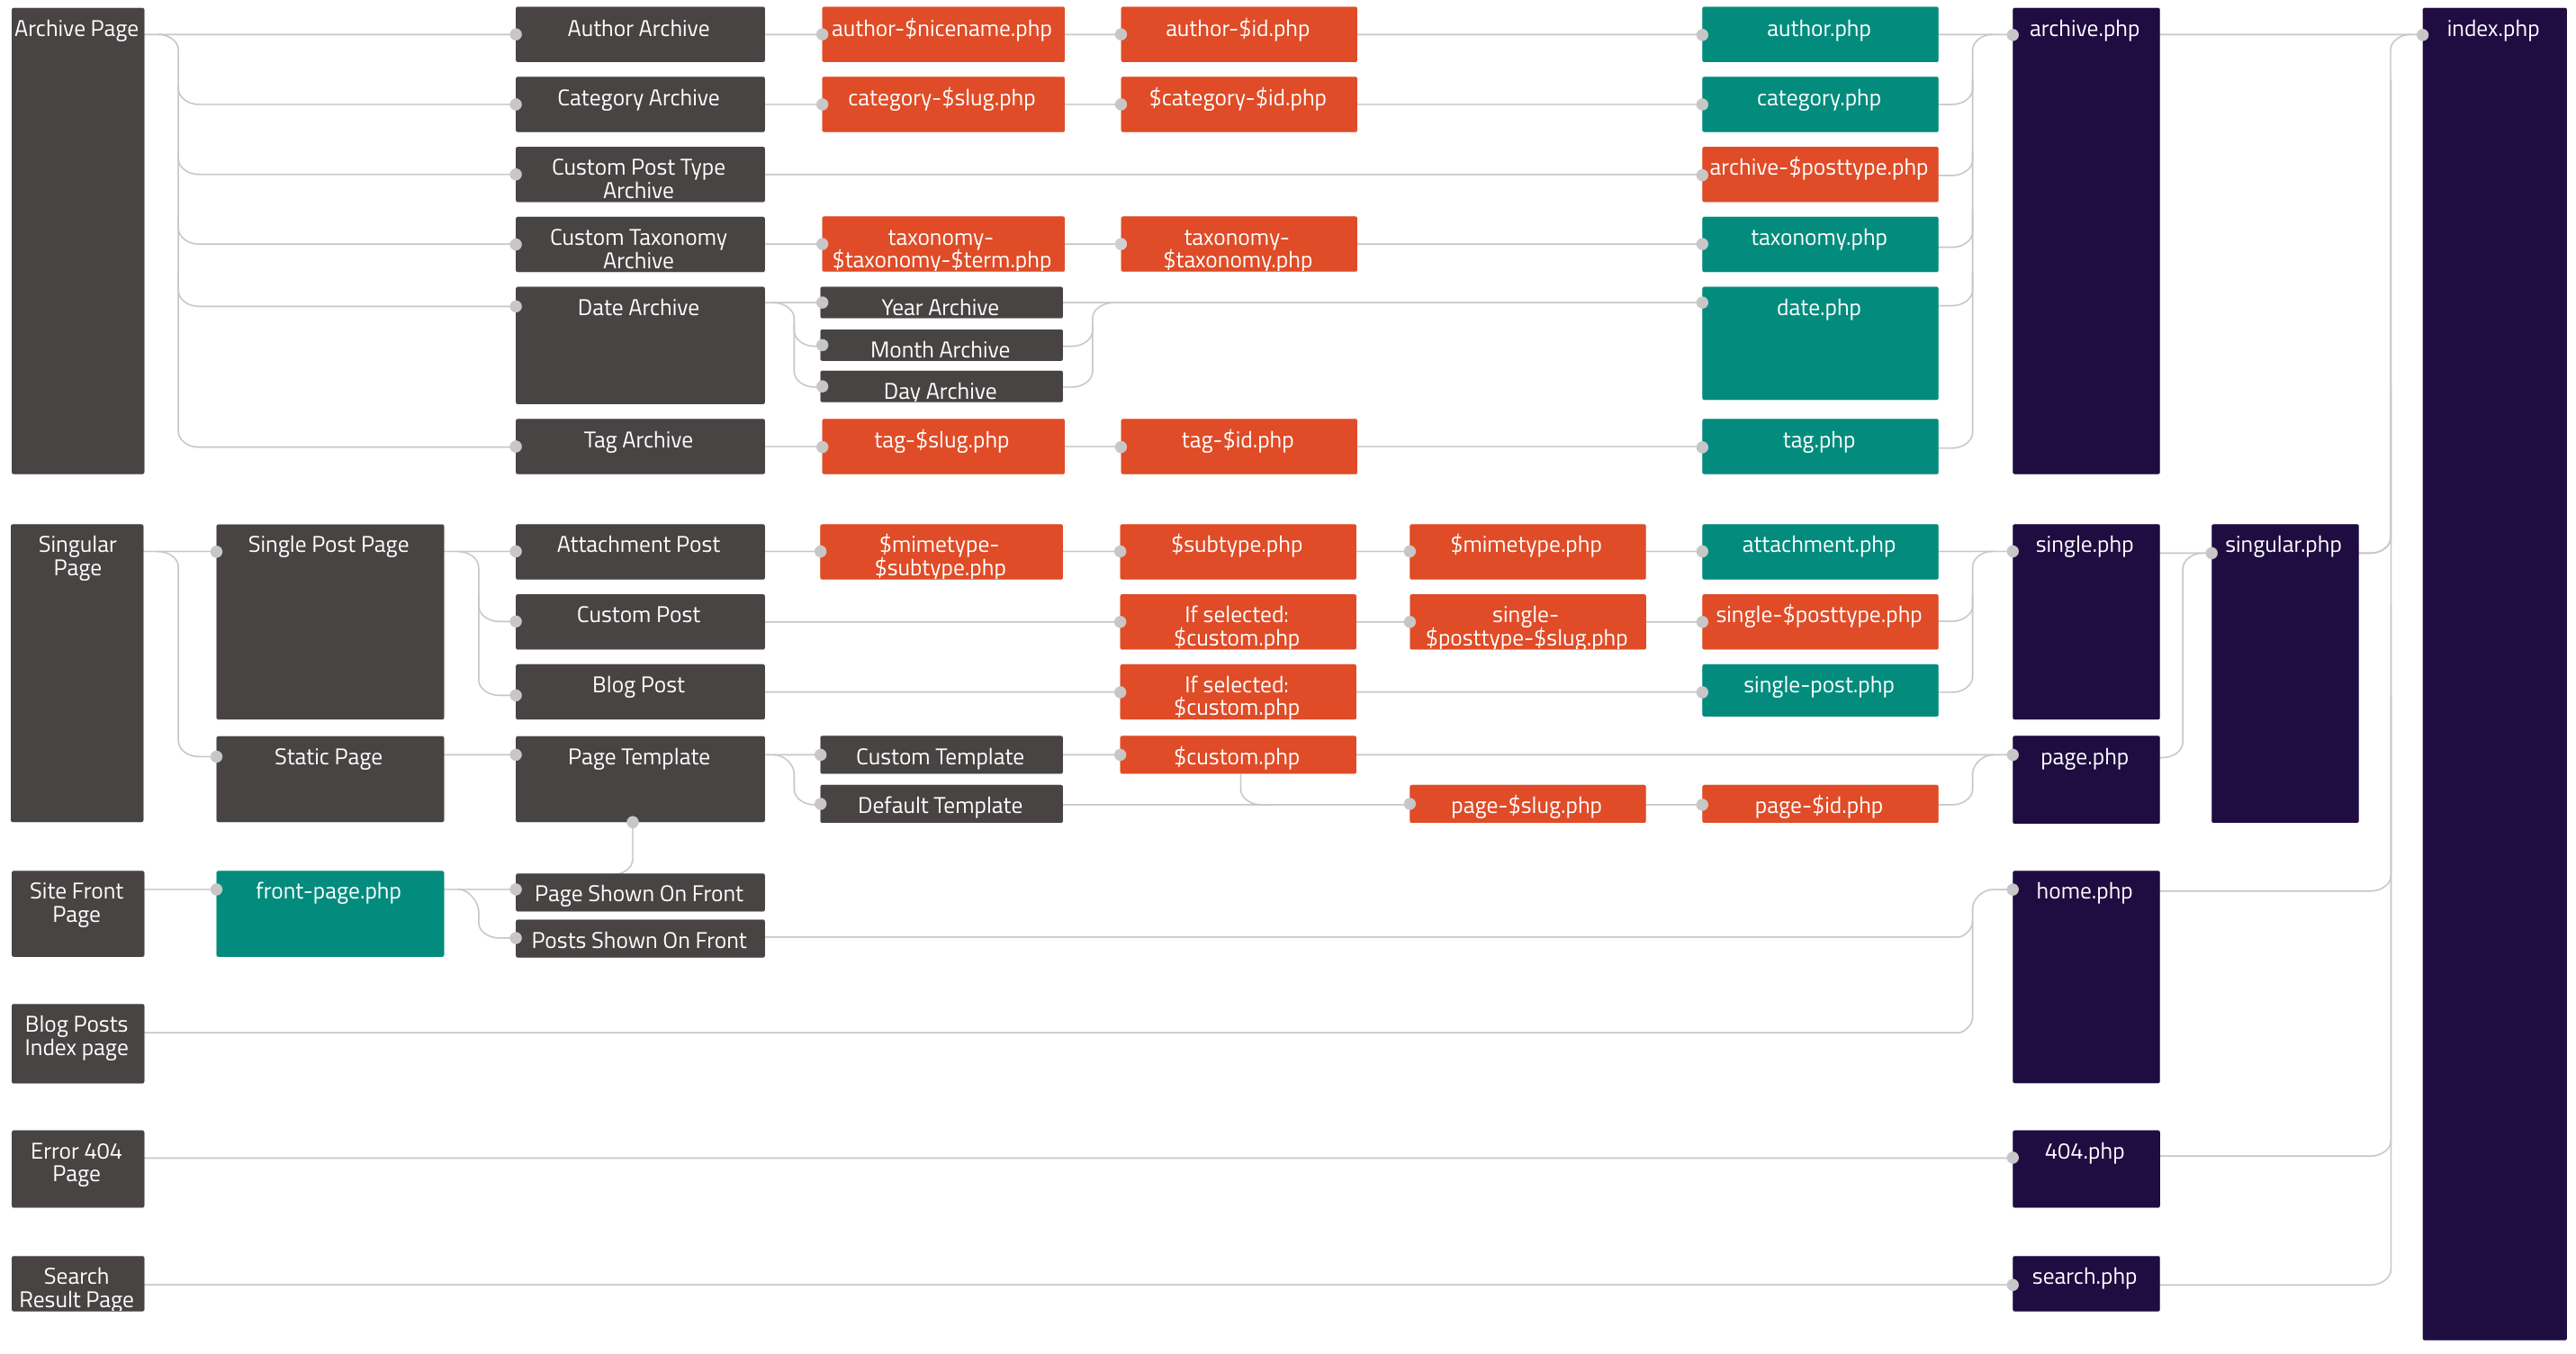 Archive Page
Author Archive
author-$nicename.php
author-$id.php
author.php
archive.php
index.php
Category Archive
category-$slug.php
$category-$id.php
category.php
Custom Post Type
Archive
archive-$posttype.php
Custom Taxonomy
Archive
taxonomy-
$taxonomy-$term.php
taxonomy-
$taxonomy.php
taxonomy.php
Date Archive
Year Archive
Month Archive
Day Archive
date.php
Tag Archive
tag-$slug.php
tag-$id.php
tag.php
Singular
Page
Single Post Page
Attachment Post
$mimetype-
$subtype.php
$subtype.php
$mimetype.php
attachment.php
single.php
singular.php
Custom Post
If selected:
$custom.php
single-
$posttype-$slug.php
single-$posttype.php
Blog Post
If selected:
$custom.php
single-post.php
Static Page
Page Template
Custom Template
$custom.php
page.php
Default Template
page-$slug.php
page-$id.php
Site Front
Page
front-page.php
Page Shown On Front
Posts Shown On Front
home.php
Blog Posts
Index page
Error 404
Page
404.php
Search
Result Page
search.php